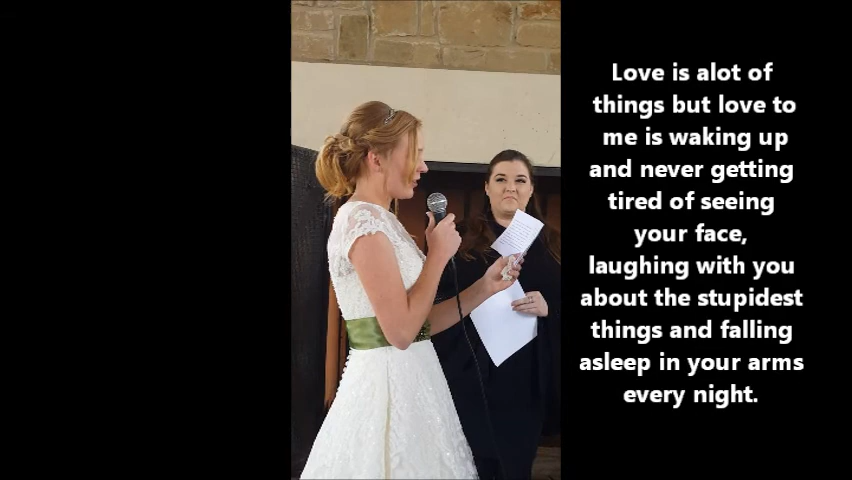 Love is alot of
things but love to
me is waking up
and never getting
tired of seeing
your face,
laughing with you
about the stupidest
things and falling
asleep in your arms
every night.